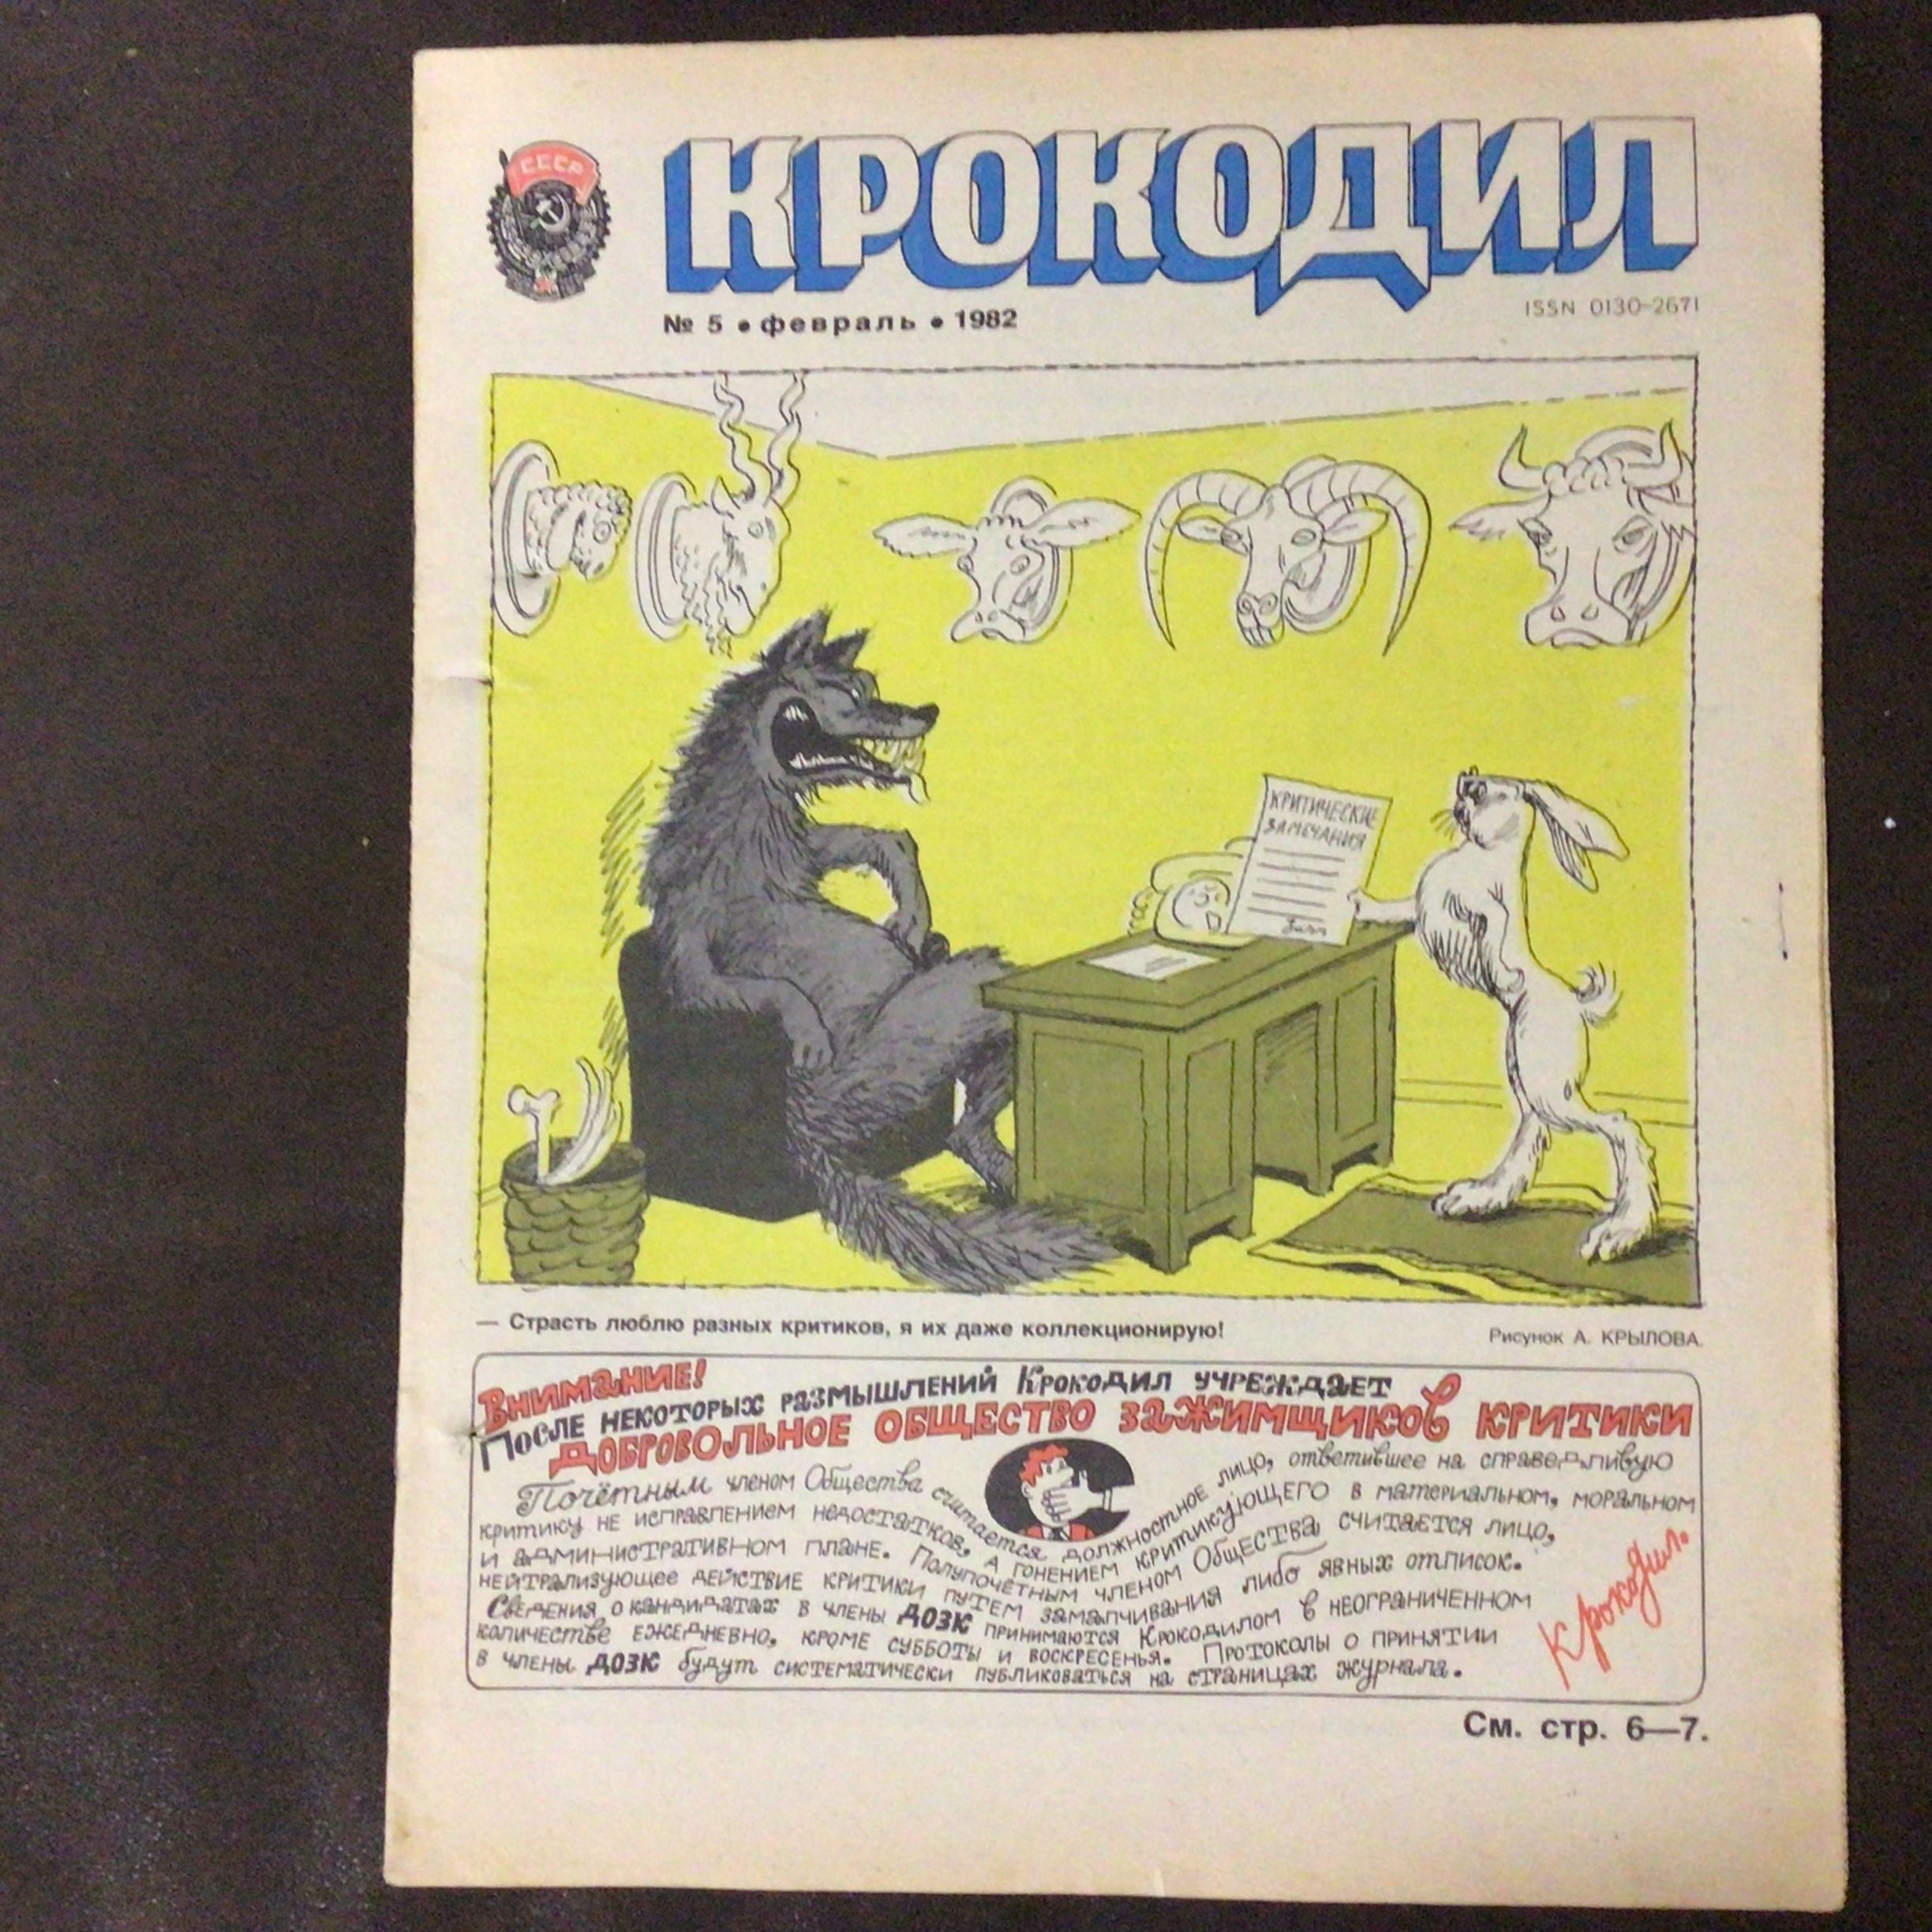 СССР
КРОКОДИЛ
№ 5 • февраль • 1982
ISSN 0130-2671
КРИТИЧЕСКИЕ
ЗАМЕЧАНИЯ
— Страсть люблю разных критиков, я их даже коллекционирую!
Рисунок А. КРЫЛОВА.
Внимание!
После некоторых размышлений Крокодил учреждает
ДОБРОВОЛЬНОЕ ОБЩЕСТВО ЗАЖИМЩИКОВ КРИТИКИ
Почётным членом Общества считается должностное лицо, ответившее на справедливую
критику не исправлением недостатков, а гонением критикующего в материальном, моральном
и административном плане. Полупочётным членом Общества считается лицо,
нейтрализующее действие критики путем замалчивания либо явных отписок.
Сведения о кандидатах в члены ДОЗК принимаются Крокодилом в неограниченном
количестве ежедневно, кроме субботы и воскресенья. Протоколы о принятии
в члены ДОЗК будут систематически публиковаться на страницах журнала.
Крокодил.
См. стр. 6—7.